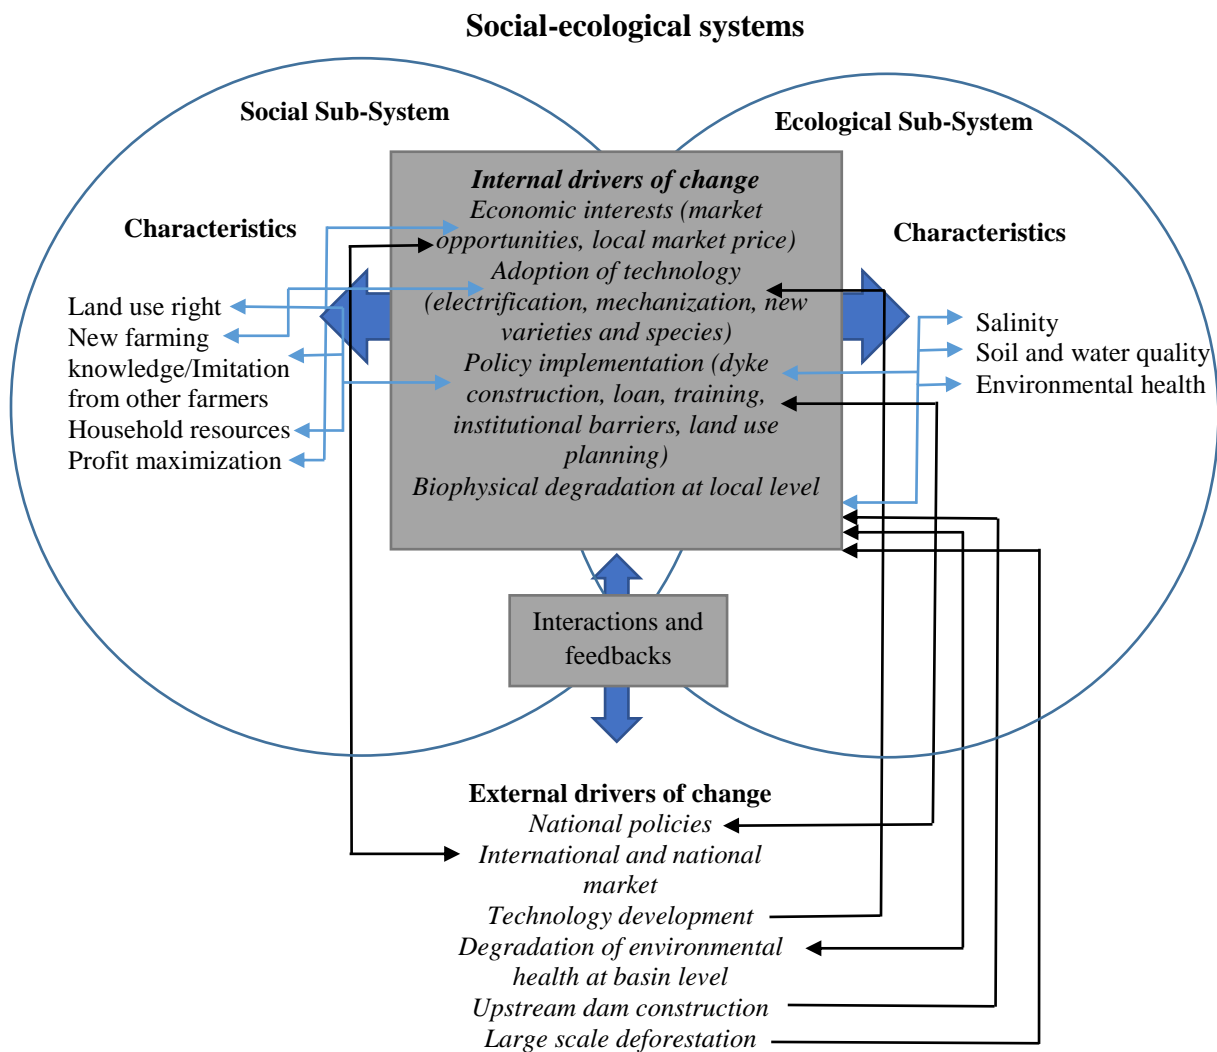 Social-ecological systems
Social Sub-System
Ecological Sub-System
Internal drivers of change
Economic interests (market
opportunities, local market price)
Adoption of technology
(electrification, mechanization, new
varieties and species)
Policy implementation (dyke
construction, loan, training,
institutional barriers, land use
planning)
Biophysical degradation at local level
Characteristics
Land use right
New farming
knowledge/Imitation
from other farmers
Household resources
Profit maximization
Characteristics
Salinity
Soil and water quality
Environmental health
Interactions and
feedbacks
External drivers of change
National policies
International and national
market
Technology development
Degradation of environmental
health at basin level
Upstream dam construction
Large scale deforestation